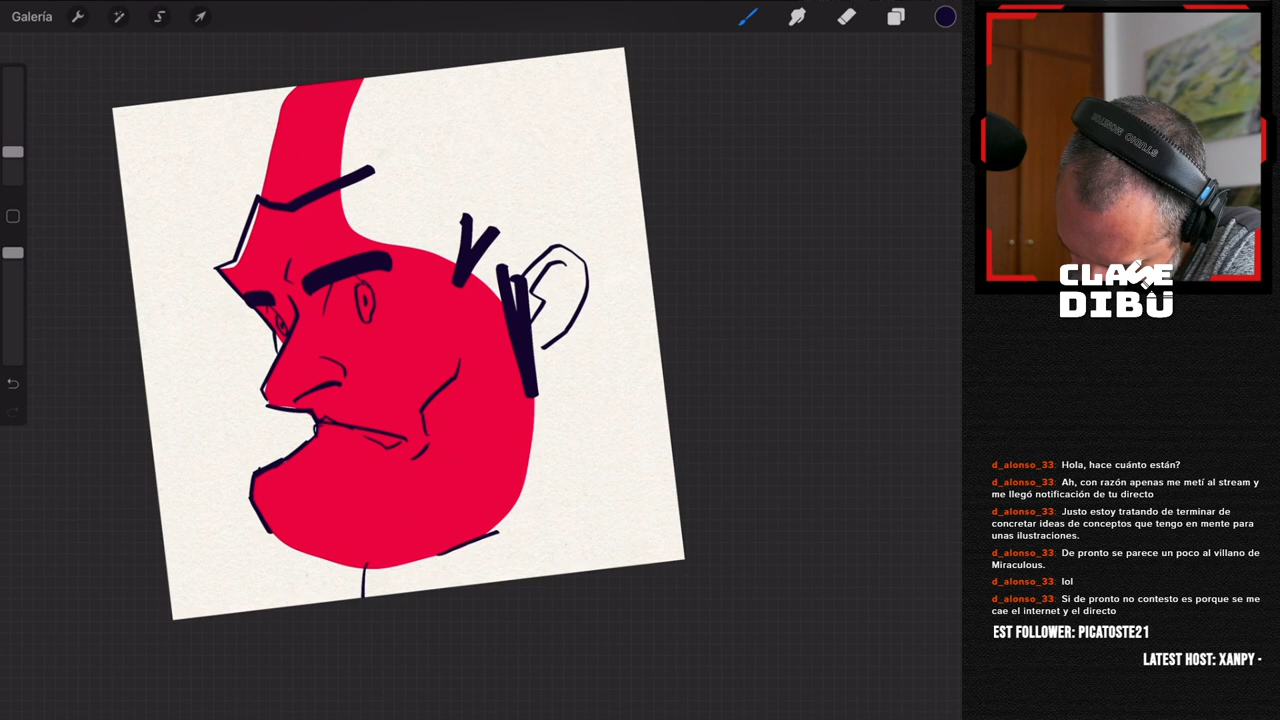 Galería
STUDIO MONITOR
CLASE
DIBU
d_alonso_33: Hola, hace cuánto están?
d_alonso_33: Ah, con razón apenas me metí al stream y
me llegó notificación de tu directo
d_alonso_33: Justo estoy tratando de terminar de
concretar ideas de conceptos que tengo en mente para
unas ilustraciones.
d_alonso_33: De pronto se parece un poco al villano de
Miraculous.
d_alonso_33: lol
d_alonso_33: Si de pronto no contesto es porque se me
cae el internet y el directo
EST FOLLOWER: PICATOSTE21
LATEST HOST: XANPY -